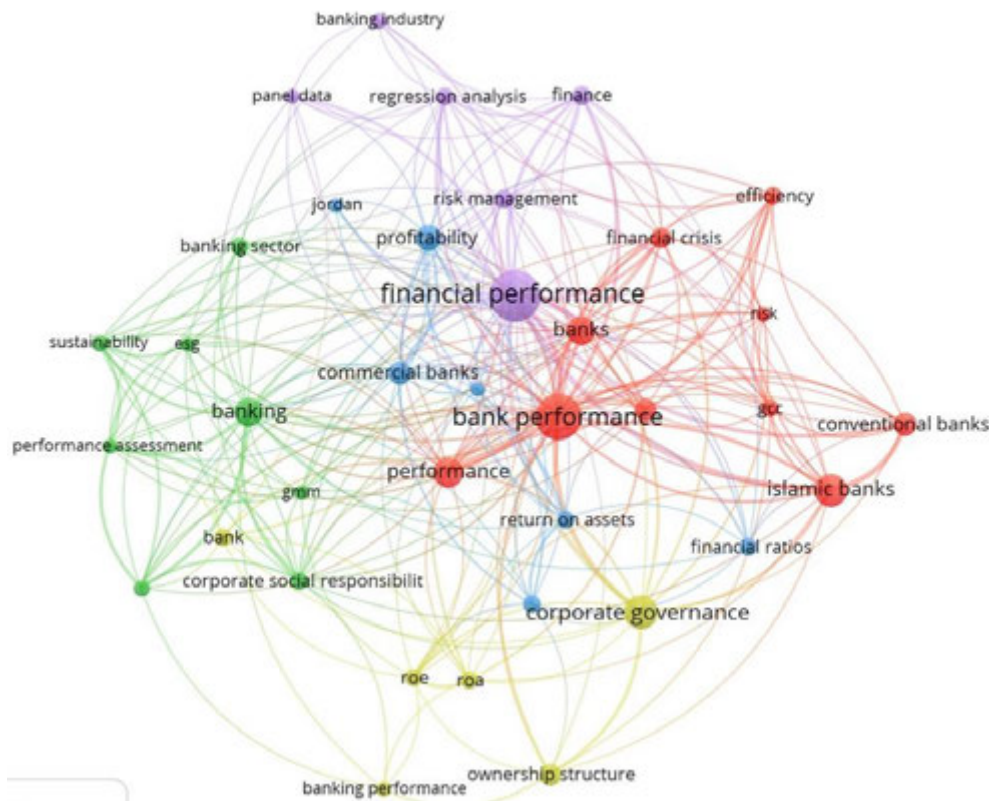 banking industry
panel data
regression analysis
finance
efficiency
risk management
jordan
profitability
financial crisis
banking sector
financial performance
risk
banks
sustainability
esg
commercial banks
gcc
banking
bank performance
conventional banks
performance assessment
performance
islamic banks
gmm
return on assets
bank
financial ratios
corporate social responsibilit
corporate governance
roe
roa
ownership structure
banking performance